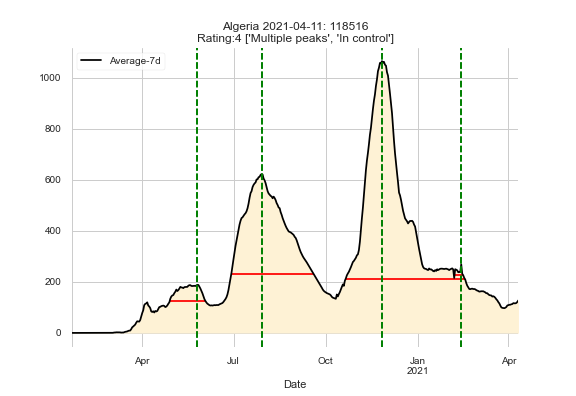 Algeria 2021-04-11: 118516
Rating:4 ['Multiple peaks', 'In control']
Average-7d
1000
800
600
400
200
0
Apr
Jul
Oct
Jan
2021
Apr
Date